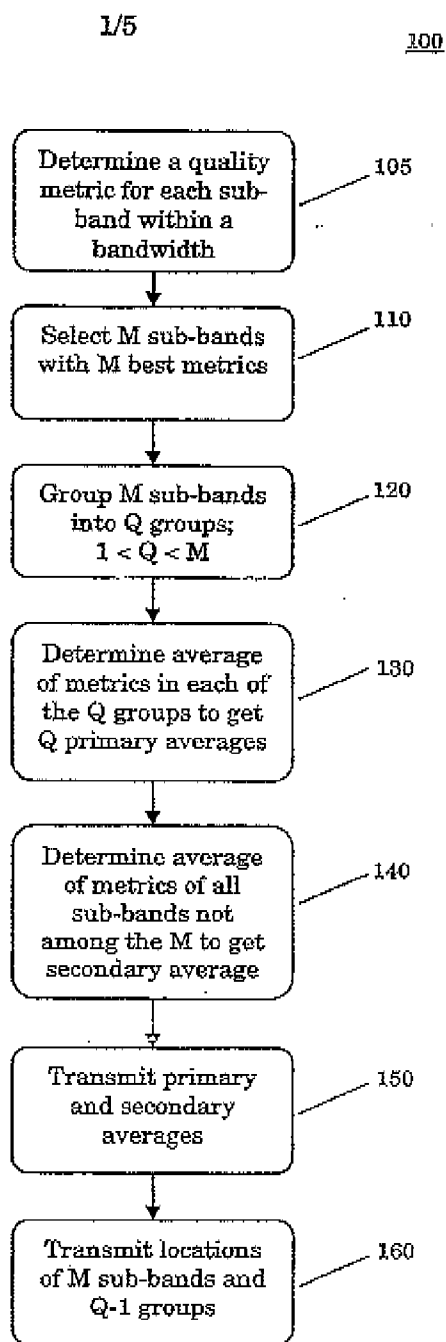 1/5
100
Determine a quality
metric for each sub-
band within a
bandwidth
105
Select M sub-bands
with M best metrics
110
Group M sub-bands
into Q groups;
1 < Q < M
120
Determine average
of metrics in each of
the Q groups to get
Q primary averages
130
Determine average
of metrics of all
sub-bands not
among the M to get
secondary average
140
Transmit primary
and secondary
averages
150
Transmit locations
of M sub-bands and
Q-1 groups
160